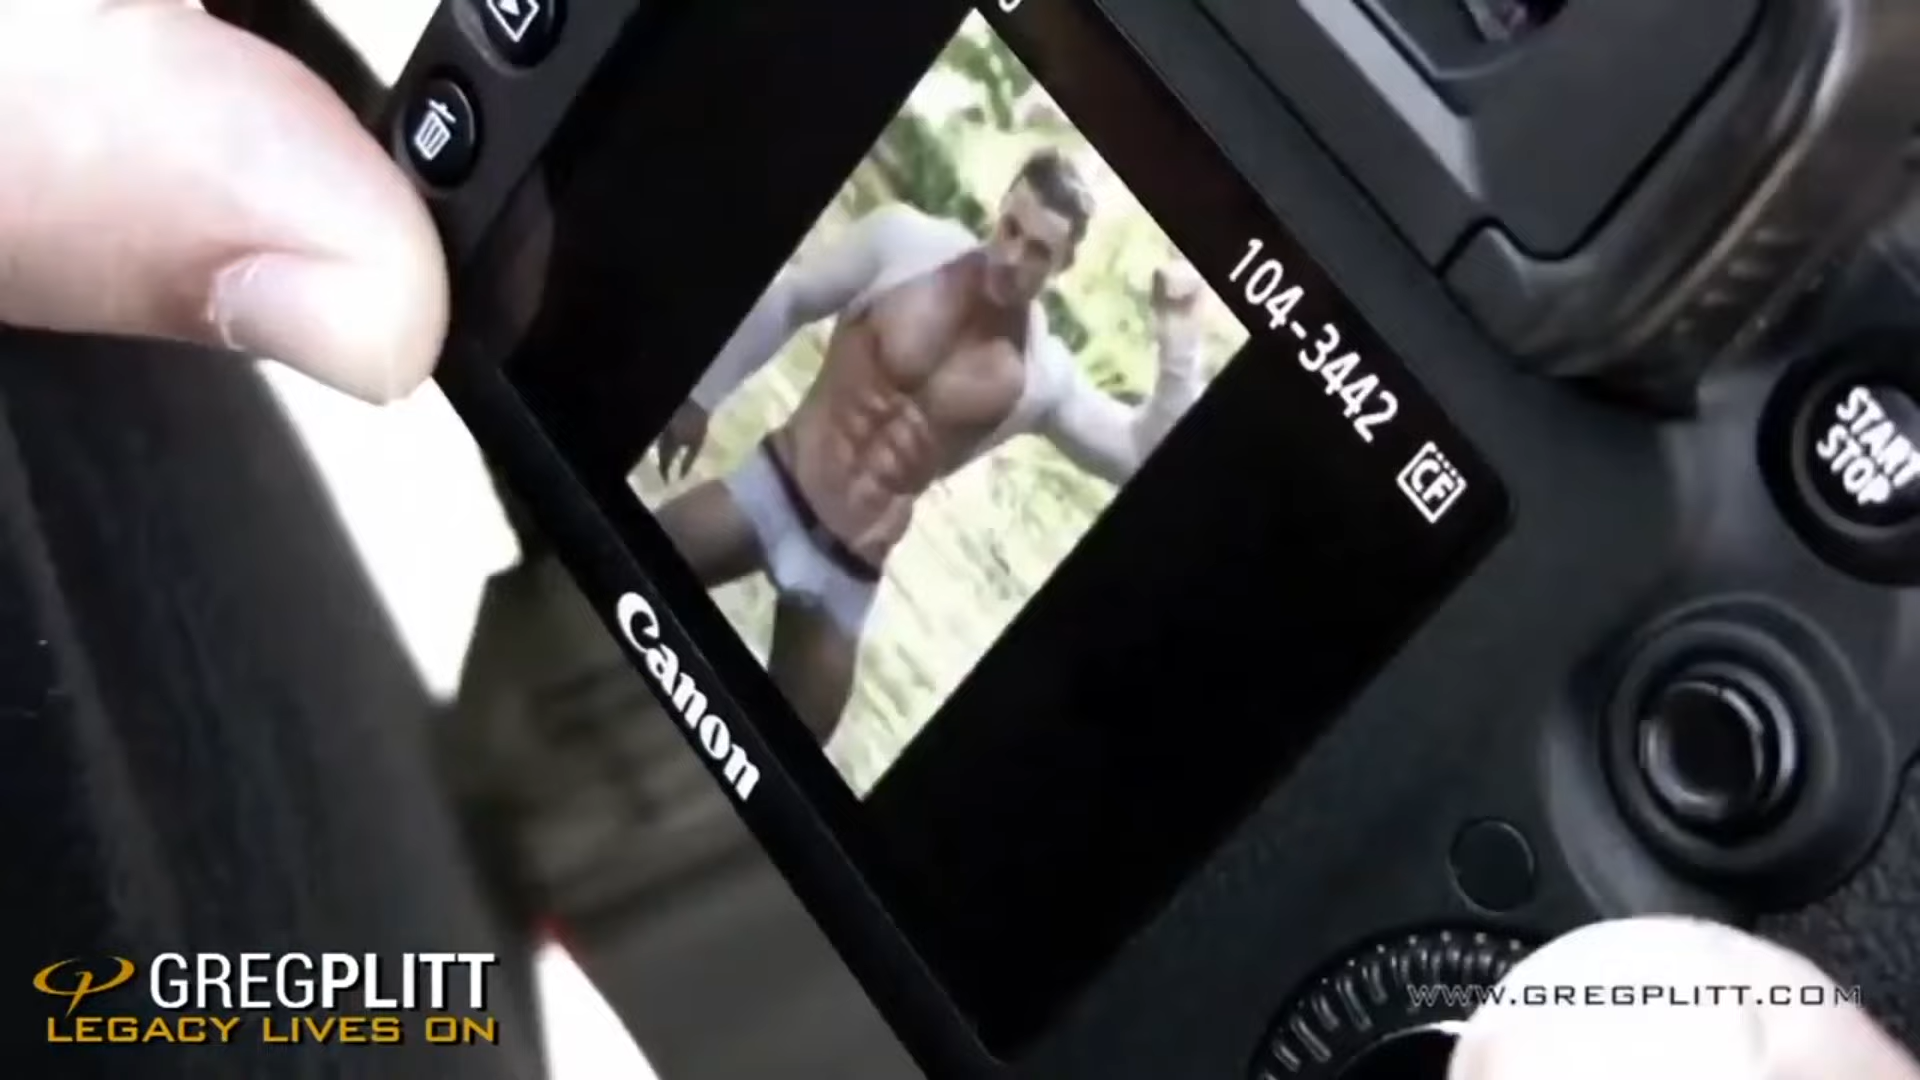 104-3442
CF
START
STOP
Canon
GREGPLITT
LEGACY LIVES ON
WWW.GREGPLITT.COM